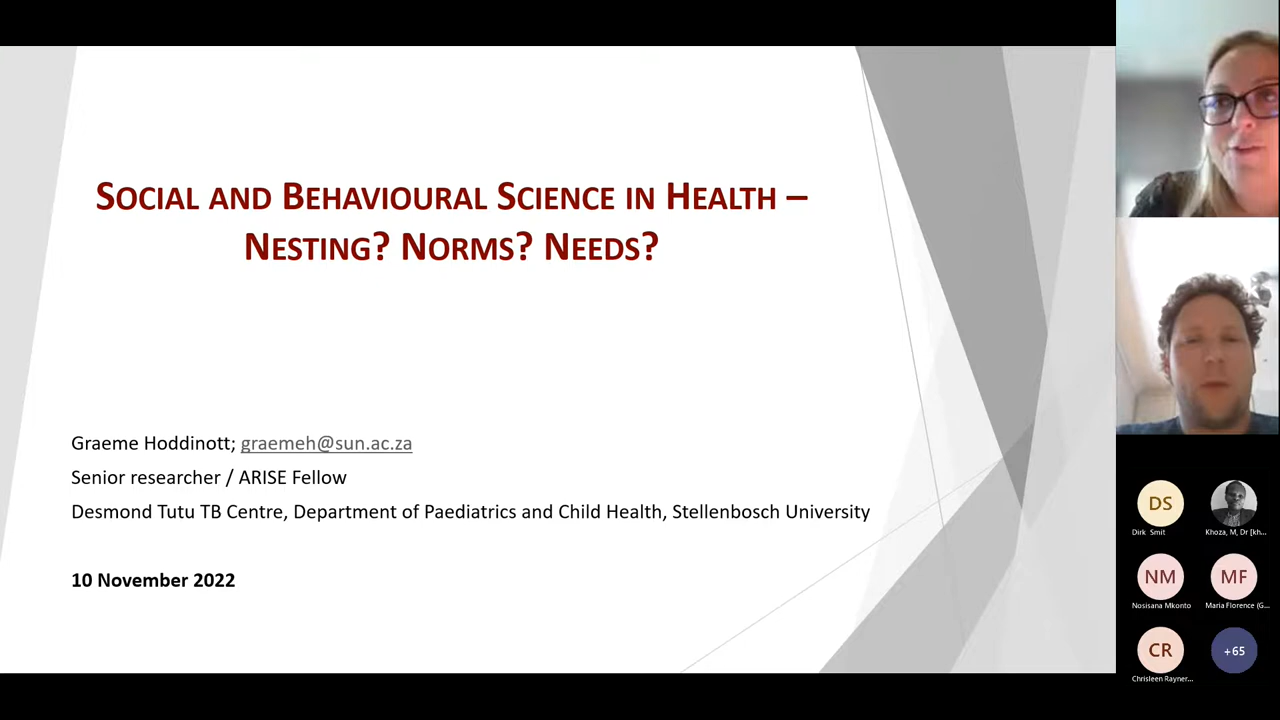 SOCIAL AND BEHAVIOURAL SCIENCE IN HEALTH –
NESTING? NORMS? NEEDS?
Graeme Hoddinott; graemeh@sun.ac.za
Senior researcher / ARISE Fellow
Desmond Tutu TB Centre, Department of Paediatrics and Child Health, Stellenbosch University
10 November 2022
DS
Dirk Smit
Khoza, M, Dr [kh...
NM
MF
Nosisana Mkonto
Maria Florence (G...
CR
+65
Chrisleen Rayner...